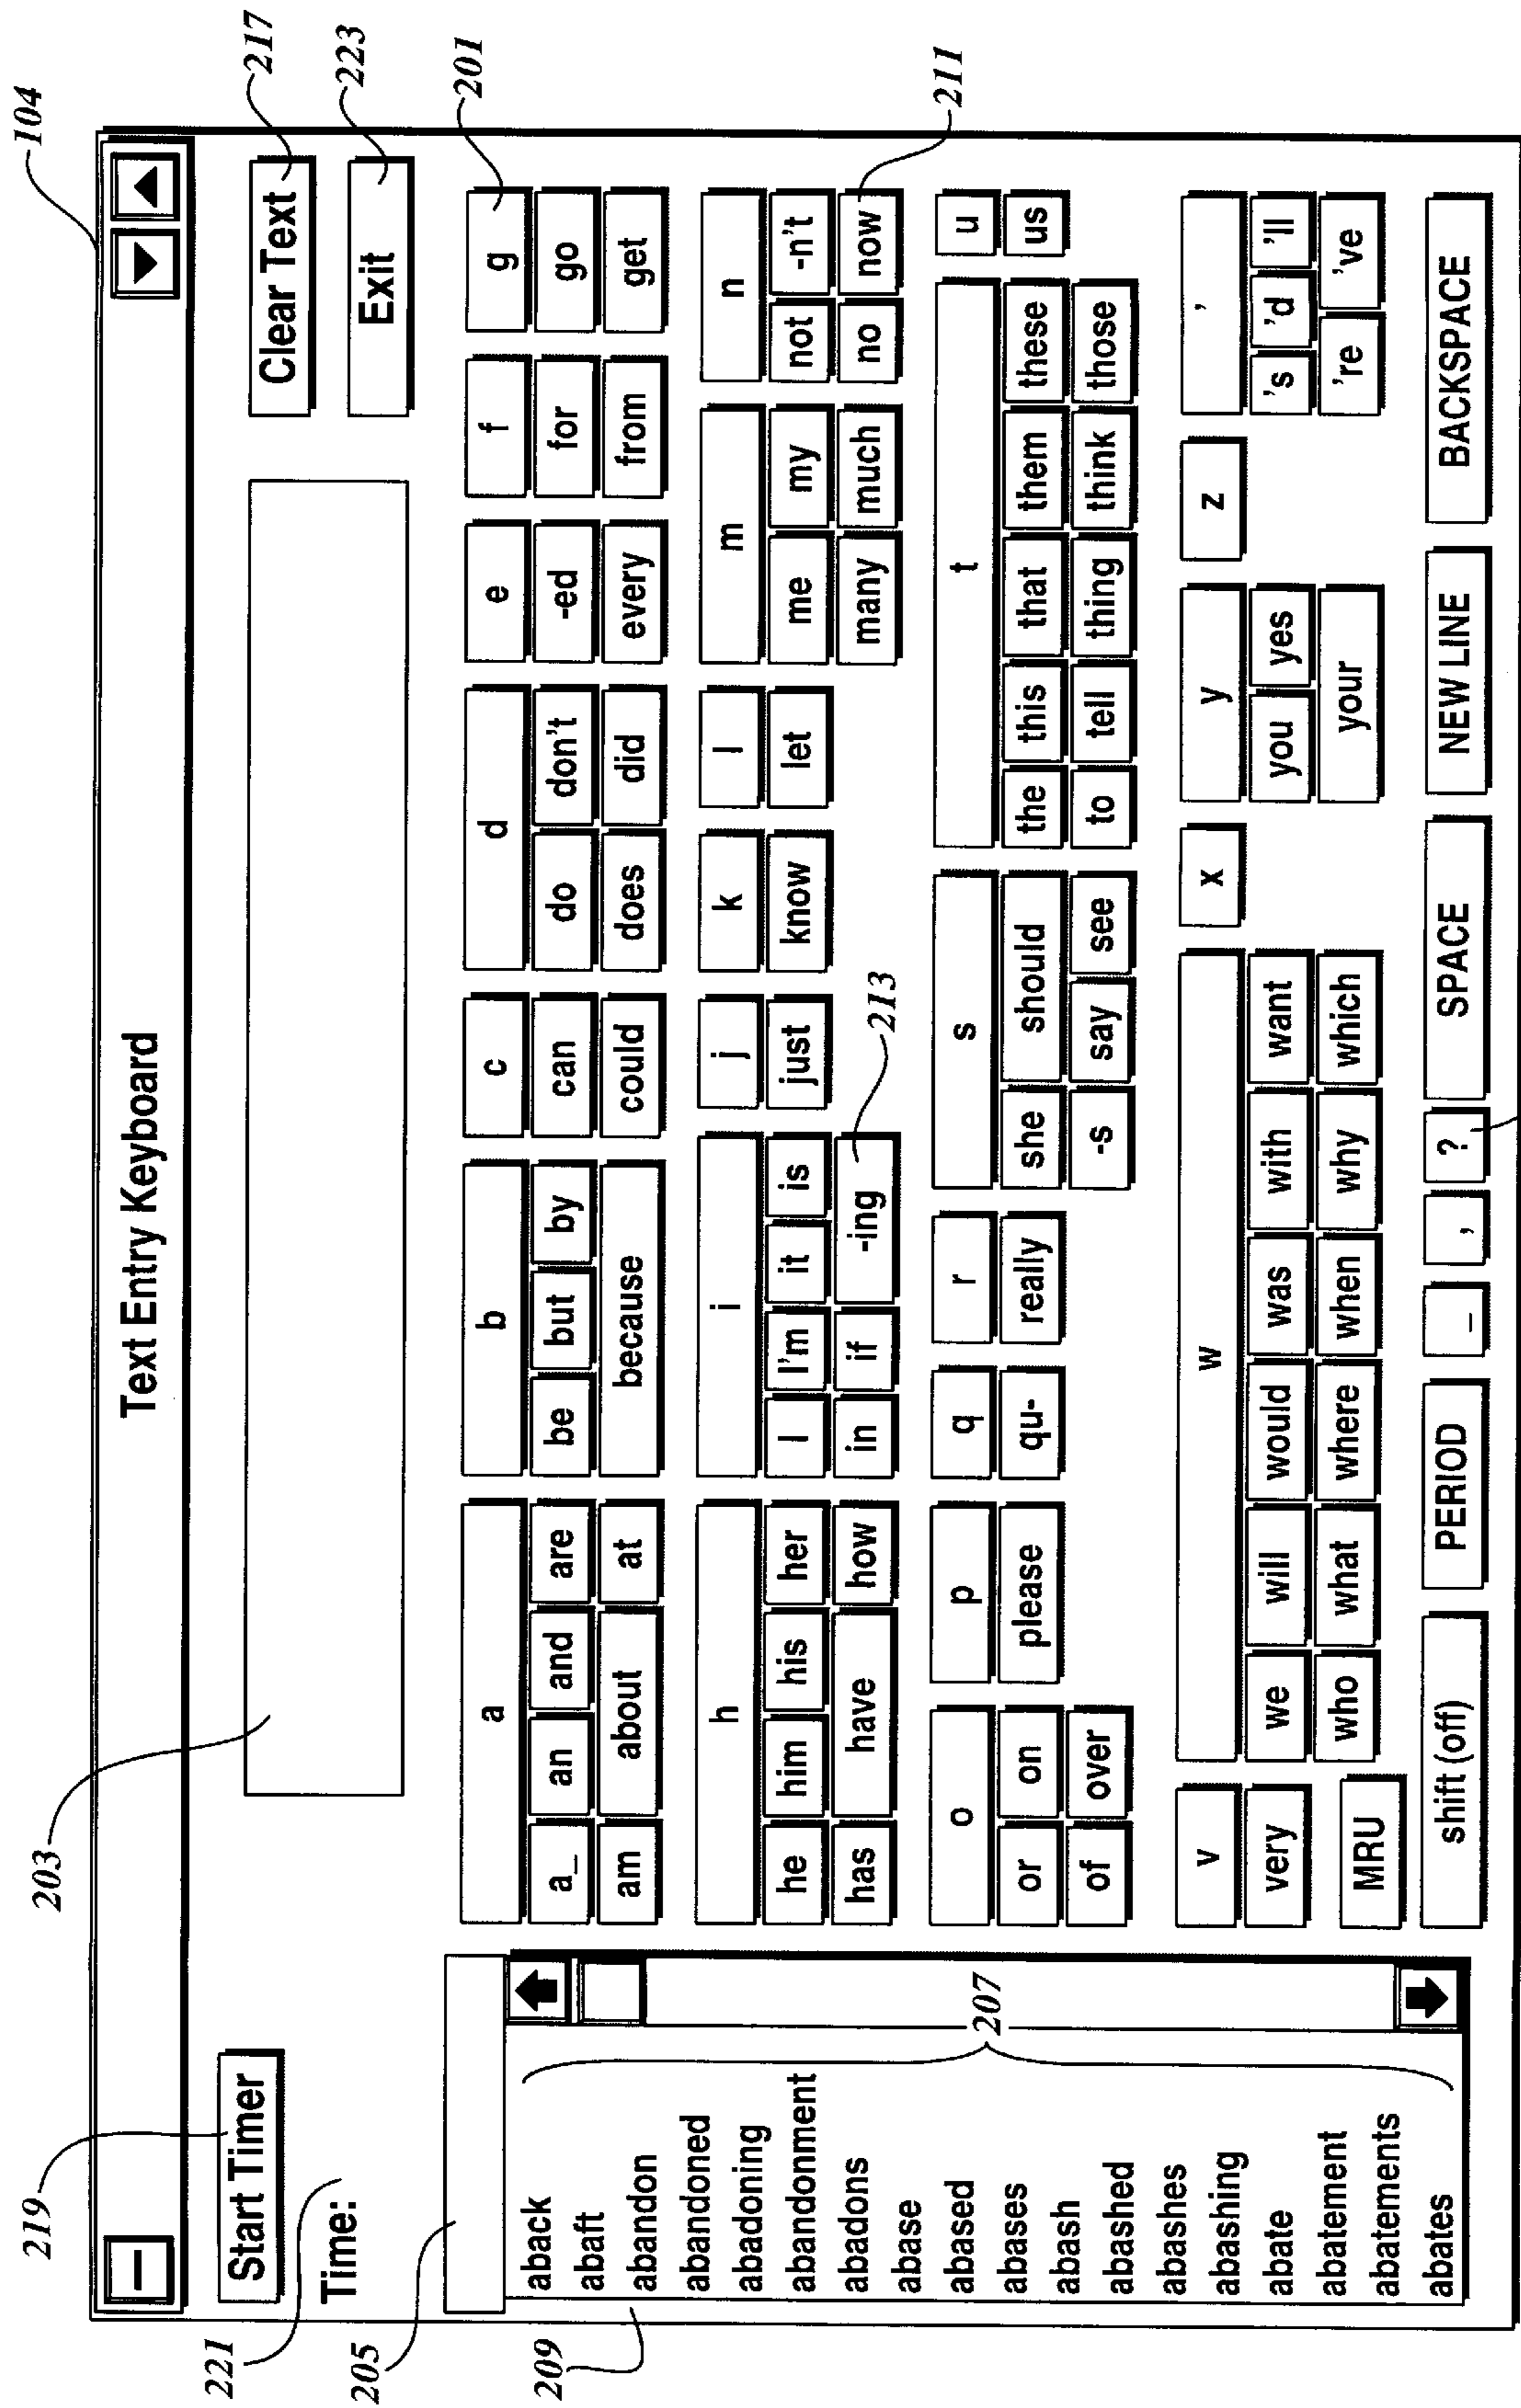 104
Text Entry Keyboard
219
Start Timer
203
Clear Text
217
221
Time:
Exit
223
205
209
aback
abaft
abandon
abandoned
abadoning
abandonment
abadons
abase
abased
abases
abash
abashed
abashes
abashing
abate
abatement
abatements
abates
207
a b c d e f g
201
a_ an and are be but by can do don't -ed for go
am about at because could does did every from get
h i j k l m n
he him his her I I'm it is just know let me my not -n't
has have how in if -ing many much no now
213
211
o p q r s t u
or on please qu- really she should the this that them these us
of over -s say see to tell thing think those
v w x y z '
very we will would was with want you yes 's 'd 'll
MRU who what where when why which your 're 've
shift (off) PERIOD _ , ? SPACE NEW LINE BACKSPACE